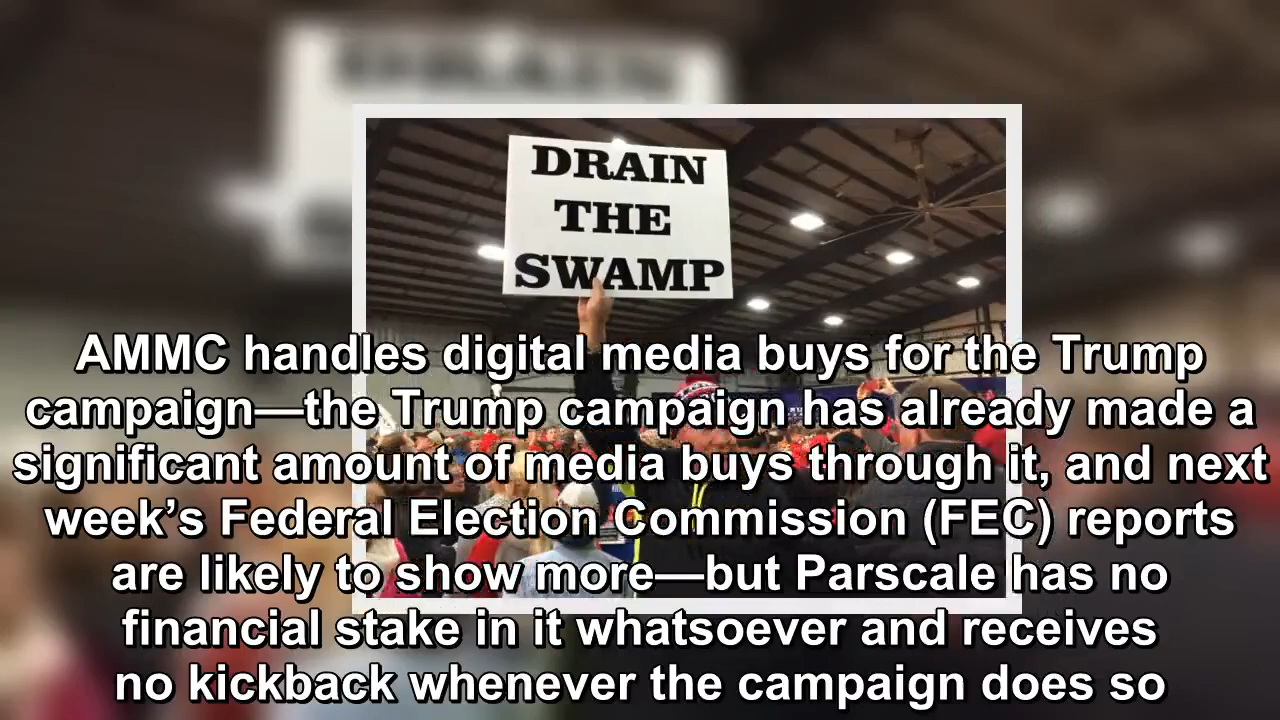 DRAIN
THE
SWAMP
AMMC handles digital media buys for the Trump
campaign—the Trump campaign has already made a
significant amount of media buys through it, and next
week’s Federal Election Commission (FEC) reports
are likely to show more—but Parscale has no
financial stake in it whatsoever and receives
no kickback whenever the campaign does so